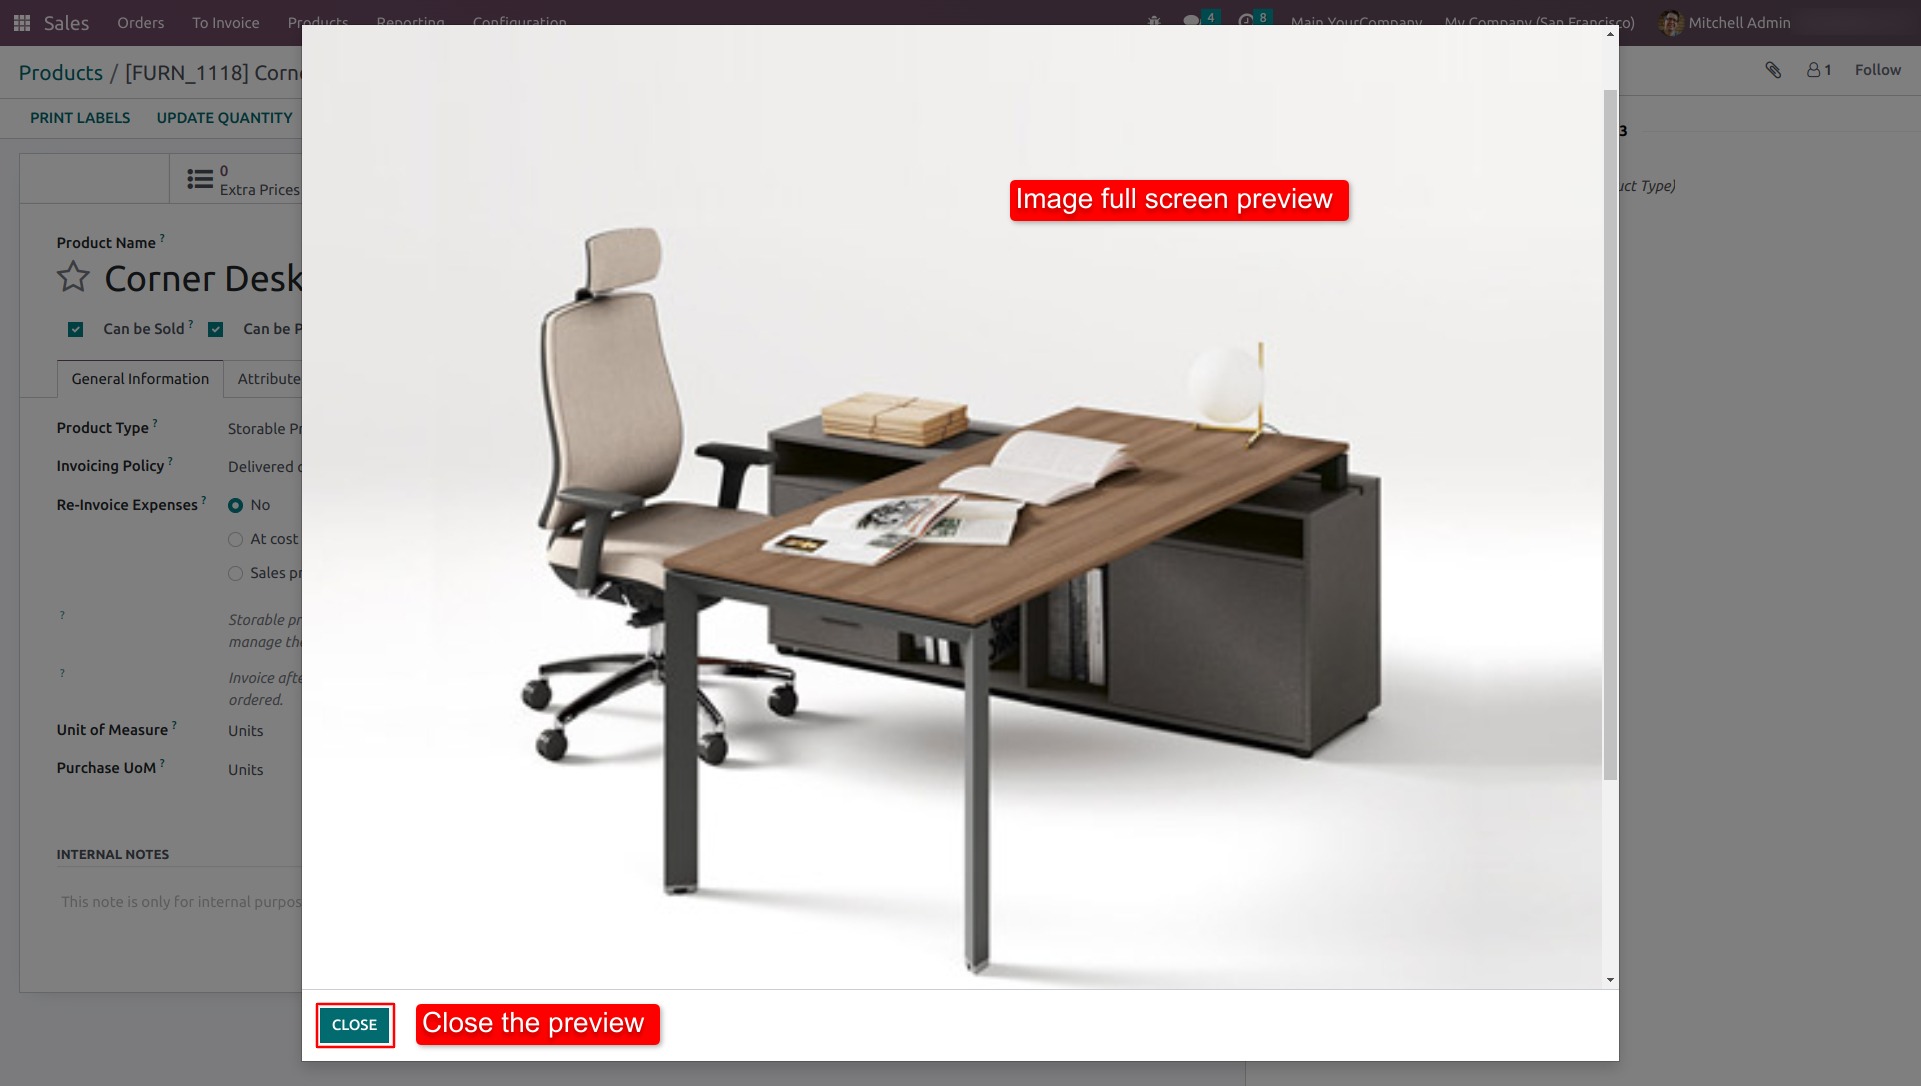 Sales Orders To Invoice Products Reporting Configuration 4 8 Main YourCompany My Company (San Francisco) Mitchell Admin
Products / [FURN_1118] Corne
1 Follow
PRINT LABELS UPDATE QUANTITY
3
0
Extra Prices
uct Type)
Image full screen preview
Product Name ?
Corner Desk
Can be Sold ? Can be P
General Information Attribute
Product Type ? Storable Pr
Invoicing Policy ? Delivered
Re-Invoice Expenses ? No
At cost
Sales pr
? Storable pr
manage the
? Invoice afte
ordered.
Unit of Measure ? Units
Purchase UoM ? Units
INTERNAL NOTES
This note is only for internal purpos
CLOSE Close the preview